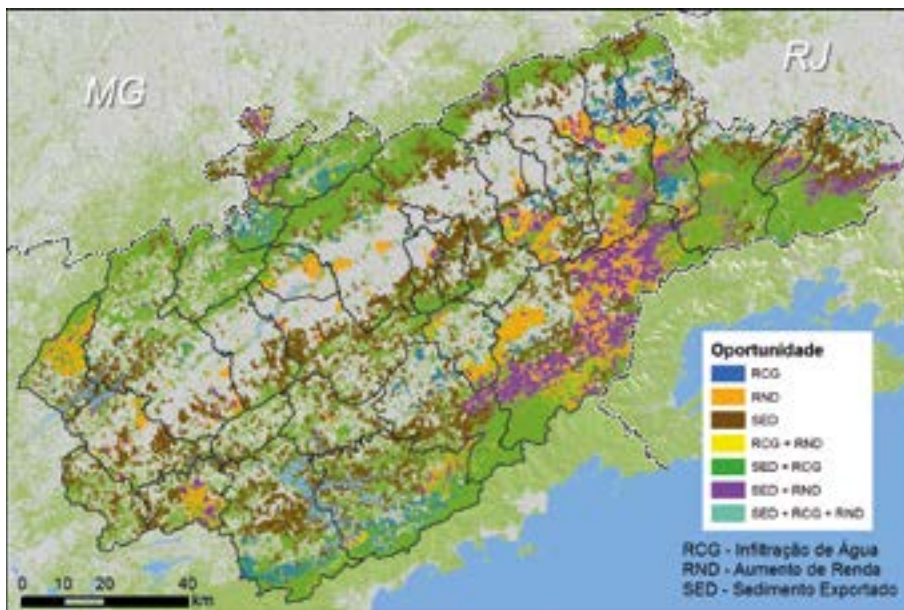 MG
RJ
Oportunidade
RCG
RND
SED
RCG + RND
SED + RCG
SED + RND
SED + RCG + RND
RCG - Infiltração de Água
RND - Aumento de Renda
SED - Sedimento Exportado
0 10 20 40
km